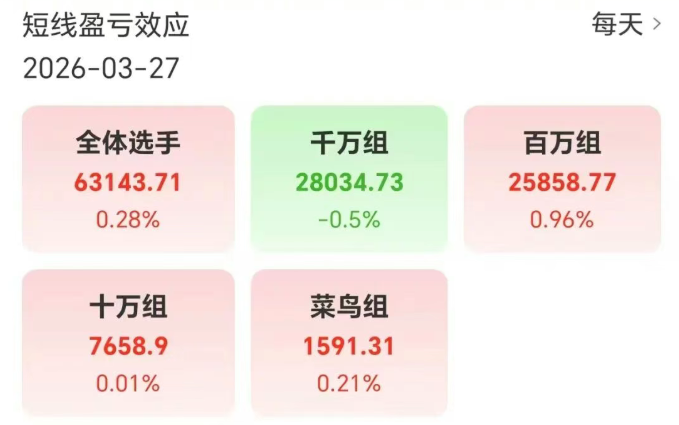 短线盈亏效应
每天 >
2026-03-27
全体选手
63143.71
0.28%
千万组
28034.73
-0.5%
百万组
25858.77
0.96%
十万组
7658.9
0.01%
菜鸟组
1591.31
0.21%